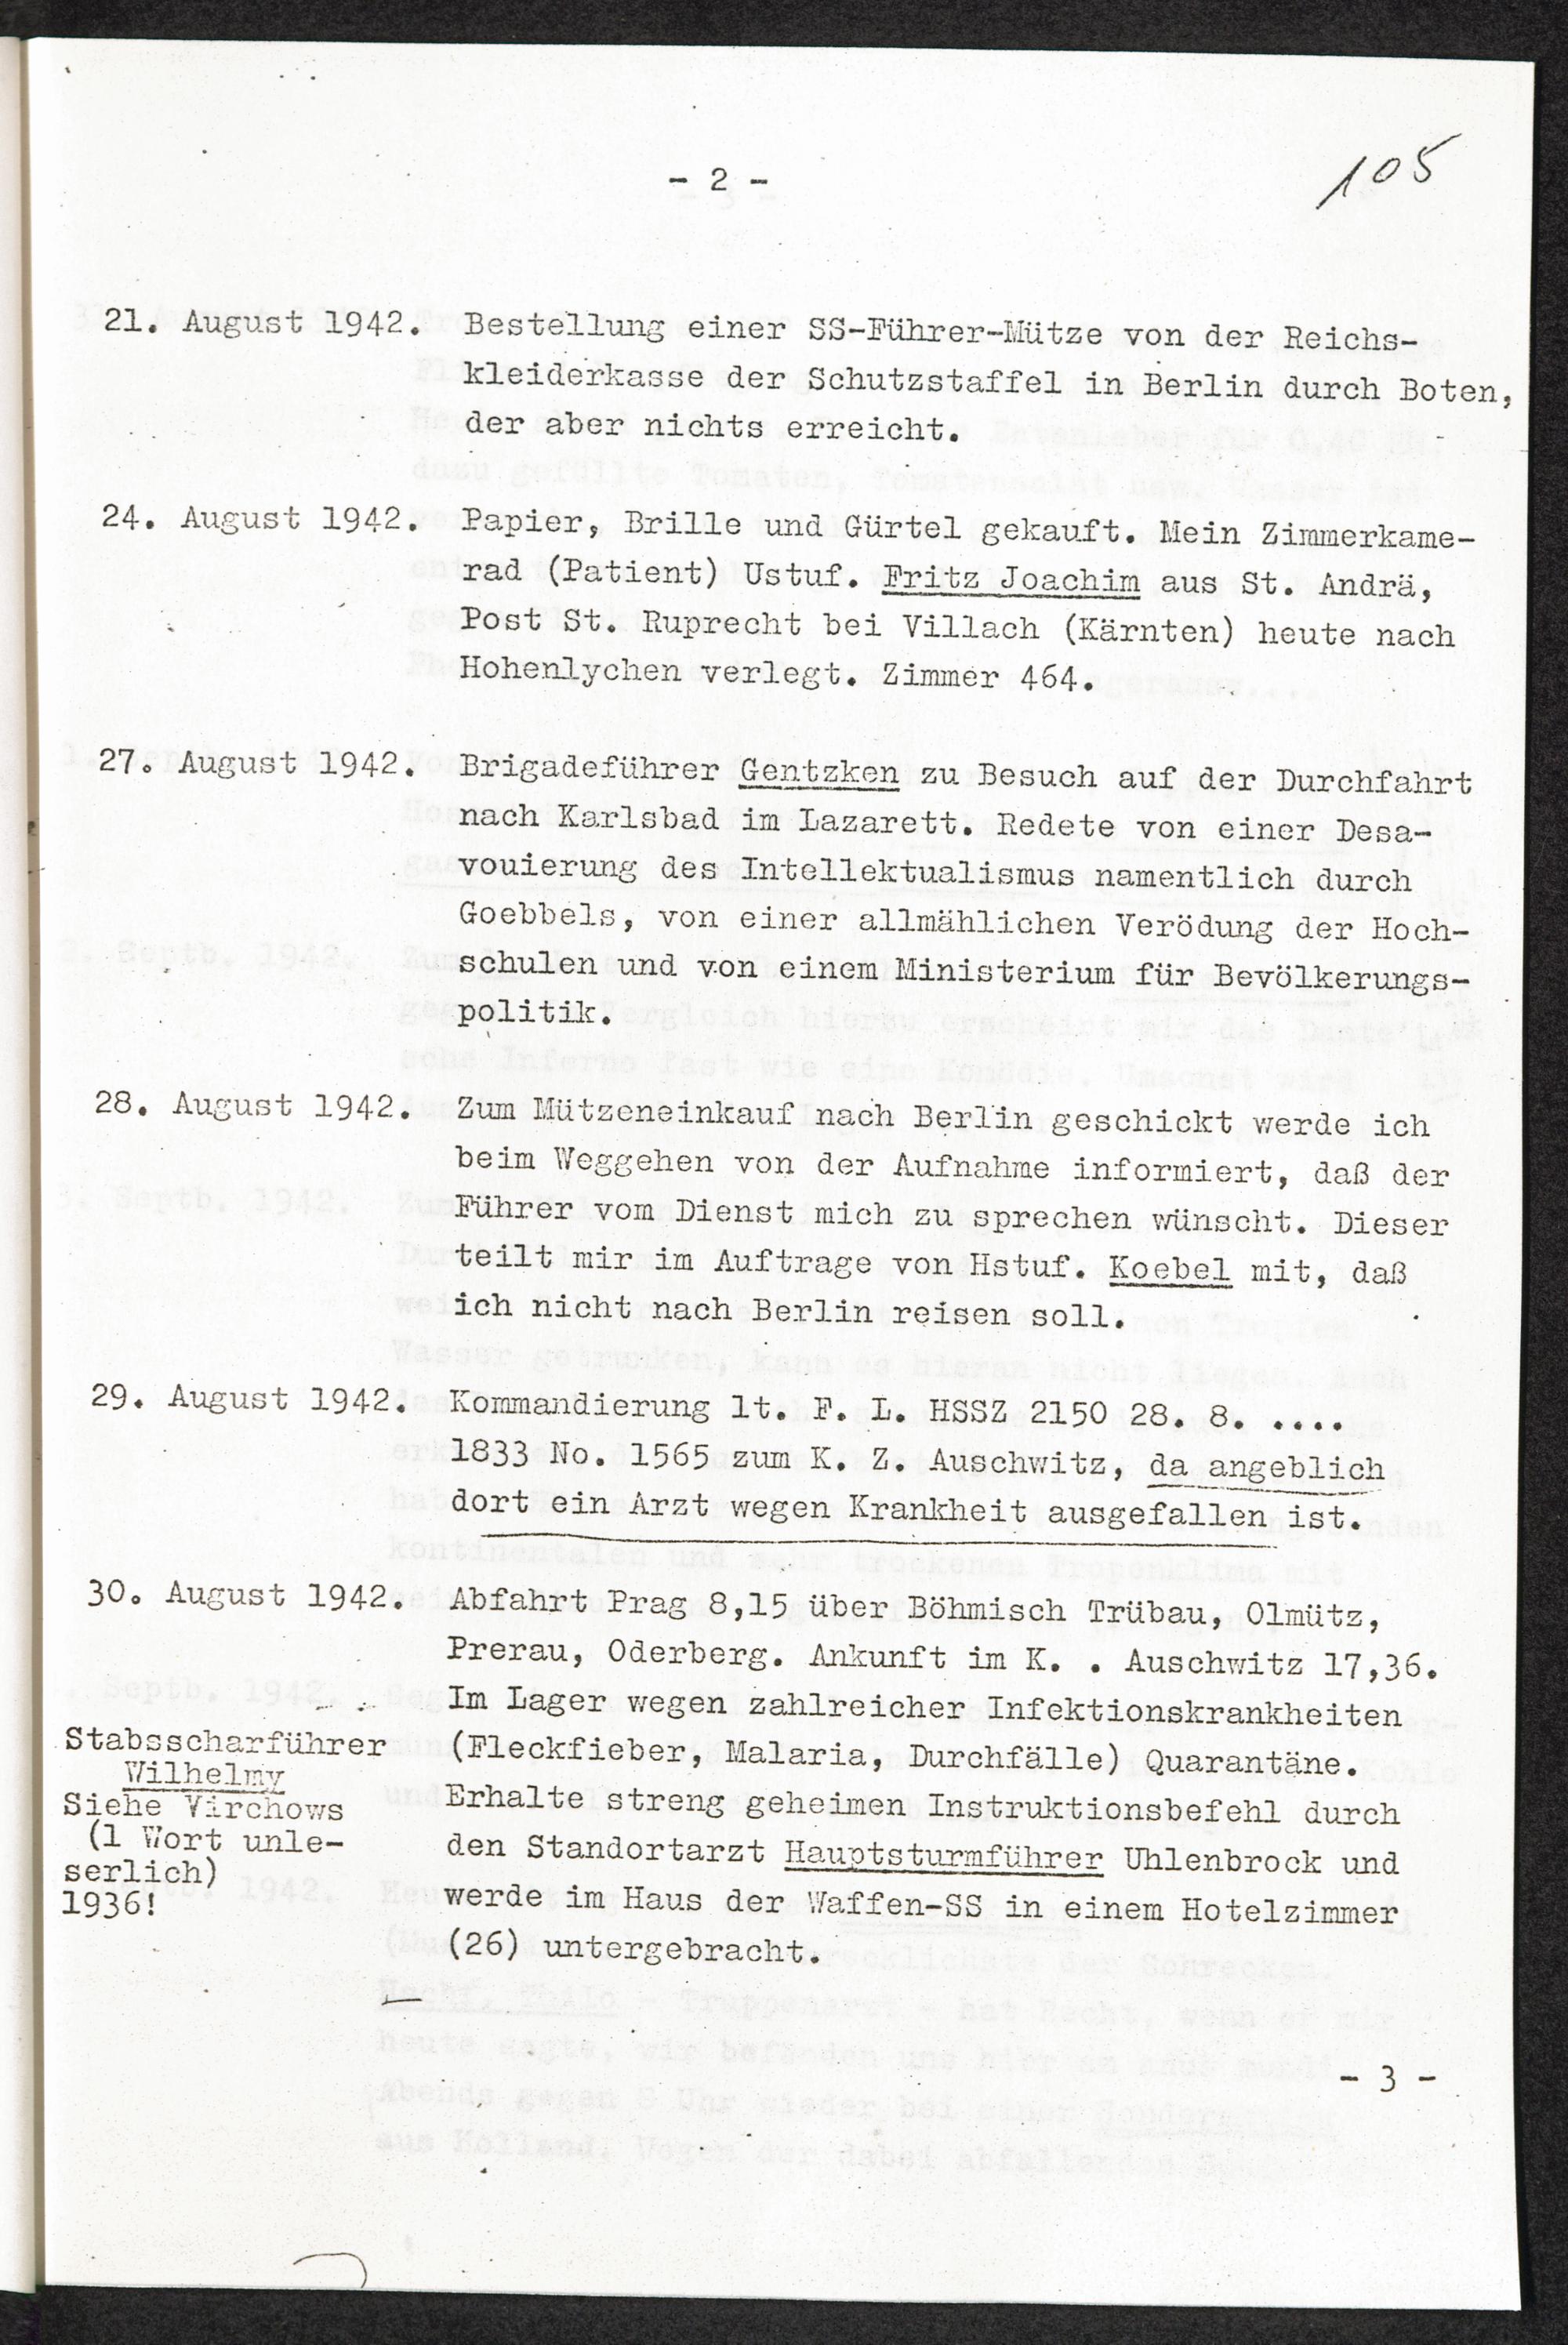 - 2 -
105
21. August 1942. Bestellung einer SS-Führer-Mütze von der Reichs-
kleiderkasse der Schutzstaffel in Berlin durch Boten,
der aber nichts erreicht.
24. August 1942. Papier, Brille und Gürtel gekauft. Mein Zimmerkame-
rad (Patient) Ustuf. Fritz Joachim aus St. Andrä,
Post St. Ruprecht bei Villach (Kärnten) heute nach
Hohenlychen verlegt. Zimmer 464.
27. August 1942. Brigadeführer Gentzken zu Besuch auf der Durchfahrt
nach Karlsbad im Lazarett. Redete von einer Desa-
vouierung des Intellektualismus namentlich durch
Goebbels, von einer allmählichen Verödung der Hoch-
schulen und von einem Ministerium für Bevölkerungs-
politik.
28. August 1942. Zum Mützeneinkauf nach Berlin geschickt werde ich
beim Weggehen von der Aufnahme informiert, daß der
Führer vom Dienst mich zu sprechen wünscht. Dieser
teilt mir im Auftrage von Hstuf. Koebel mit, daß
ich nicht nach Berlin reisen soll.
29. August 1942. Kommandierung lt. F. L. HSSZ 2150 28. 8. ....
1833 No. 1565 zum K. Z. Auschwitz, da angeblich
dort ein Arzt wegen Krankheit ausgefallen ist.
30. August 1942. Abfahrt Prag 8,15 über Böhmisch Trübau, Olmütz,
Prerau, Oderberg. Ankunft im K. . Auschwitz 17,36.
Im Lager wegen zahlreicher Infektionskrankheiten
(Fleckfieber, Malaria, Durchfälle) Quarantäne.
Erhalte streng geheimen Instruktionsbefehl durch
den Standortarzt Hauptsturmführer Uhlenbrock und
werde im Haus der Waffen-SS in einem Hotelzimmer
(26) untergebracht.
Stabsscharführer
Wilhelmy
Siehe Virchows
(1 Wort unle-
serlich)
1936!
- 3 -